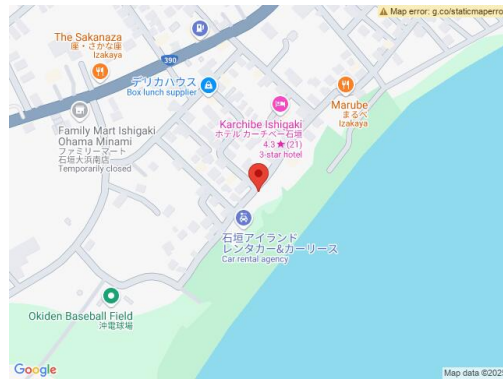 Map error: g.co/staticmaperro
The Sakanaza
座・さかな座
Izakaya
390
デリカハウス
Box lunch supplier
Marube
まるべ
Izakaya
Karchibe Ishigaki
ホテル カーチベー石垣
4.3★(21)
3-star hotel
Family Mart Ishigaki
Ohama Minami
ファミリーマート
石垣大浜南店
Temporarily closed
石垣アイランド
レンタカー&カーリース
Car rental agency
Okiden Baseball Field
沖電球場
Google
Map data ©2025